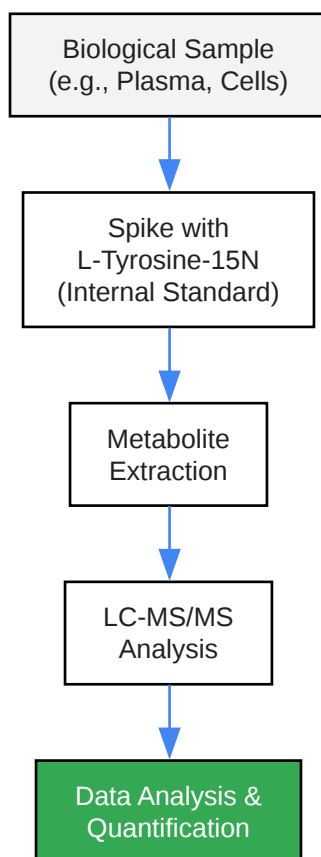 Biological Sample
(e.g., Plasma, Cells)
Spike with
L-Tyrosine-15N
(Internal Standard)
Metabolite
Extraction
LC-MS/MS
Analysis
Data Analysis &
Quantification